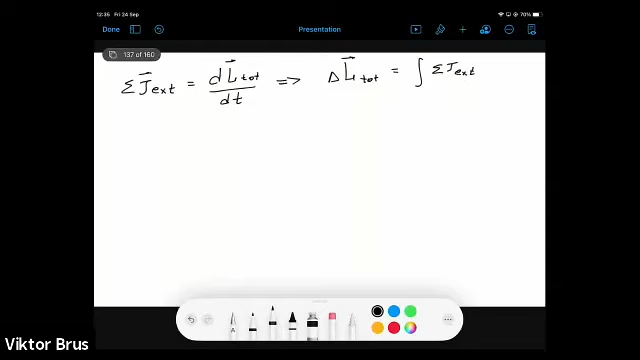 12:35 Fri 24 Sep
70%
Done
Presentation
137 of 160
Σ J⃗ext = dL⃗tot/dt => ΔL⃗tot = ∫ΣJext
Viktor Brus